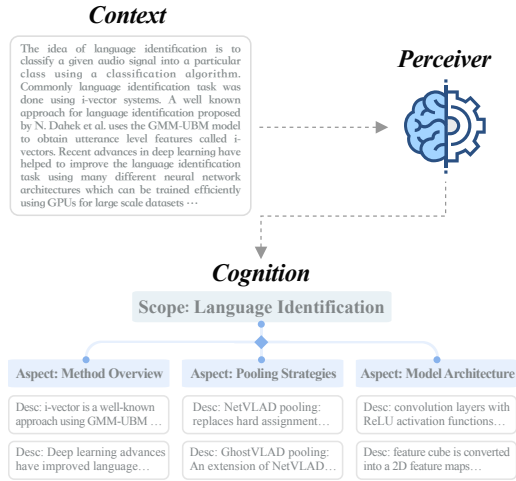 Context
The idea of language identification is to
classify a given audio signal into a particular
class using a classification algorithm.
Commonly language identification task was
done using i-vector systems. A well known
approach for language identification proposed
by N. Dahek et al. uses the GMM-UBM model
to obtain utterance level features called i-
vectors. Recent advances in deep learning have
helped to improve the language identification
task using many different neural network
architectures which can be trained efficiently
using GPUs for large scale datasets ···
Perceiver
Cognition
Scope: Language Identification
Aspect: Method Overview
Desc: i-vector is a well-known
approach using GMM-UBM …
Desc: Deep learning advances
have improved language…
Aspect: Pooling Strategies
Desc: NetVLAD pooling:
replaces hard assignment…
Desc: GhostVLAD pooling:
An extension of NetVLAD…
Aspect: Model Architecture
Desc: convolution layers with
ReLU activation functions…
Desc: feature cube is converted
into a 2D feature maps…